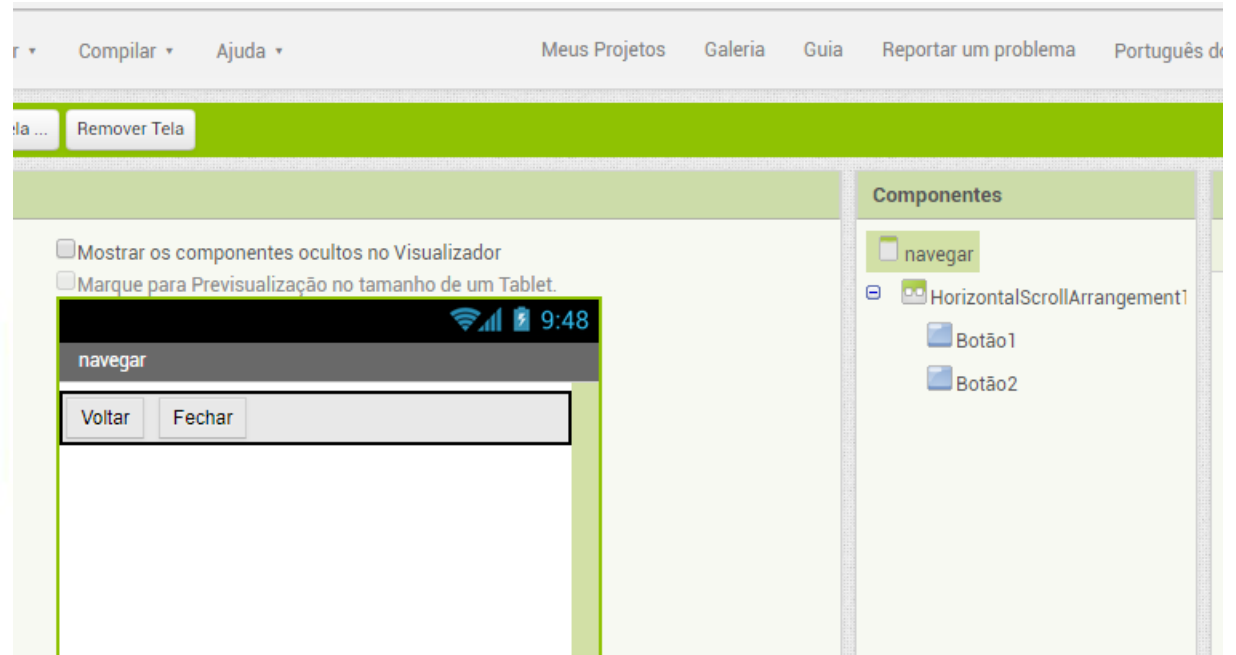 r ▾ Compilar ▾ Ajuda ▾ Meus Projetos Galeria Guia Reportar um problema Português d
ela ... Remover Tela
Componentes
Mostrar os componentes ocultos no Visualizador
Marque para Previsualização no tamanho de um Tablet.
9:48
navegar
Voltar Fechar
navegar
HorizontalScrollArrangement1
Botão1
Botão2